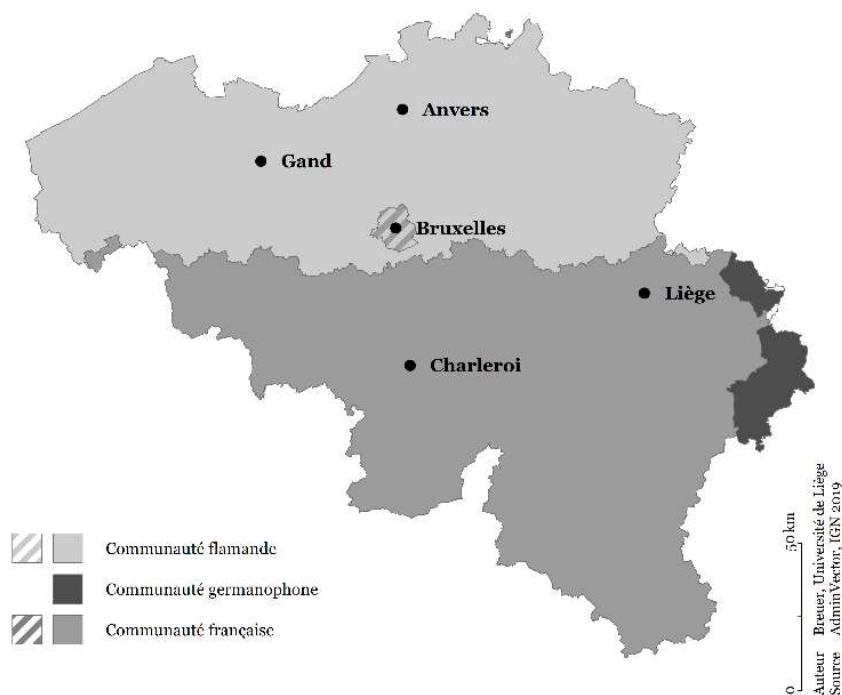 Anvers
Gand
Bruxelles
Liège
Charleroi
Communauté flamande
Communauté germanophone
Communauté française
0
50 km
Auteur Breuer, Université de Liège
Source AdminVector, IGN 2019